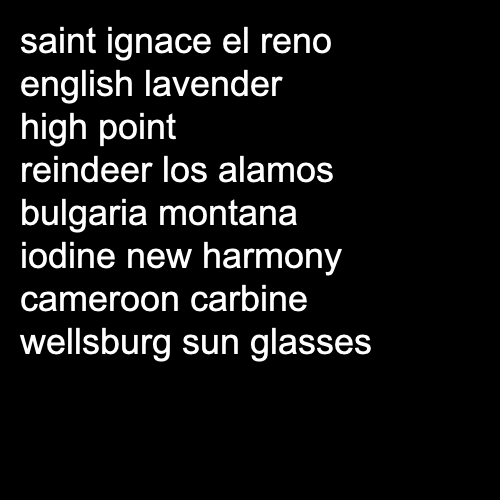 saint ignace el reno
english lavender
high point
reindeer los alamos
bulgaria montana
iodine new harmony
cameroon carbine
wellsburg sun glasses